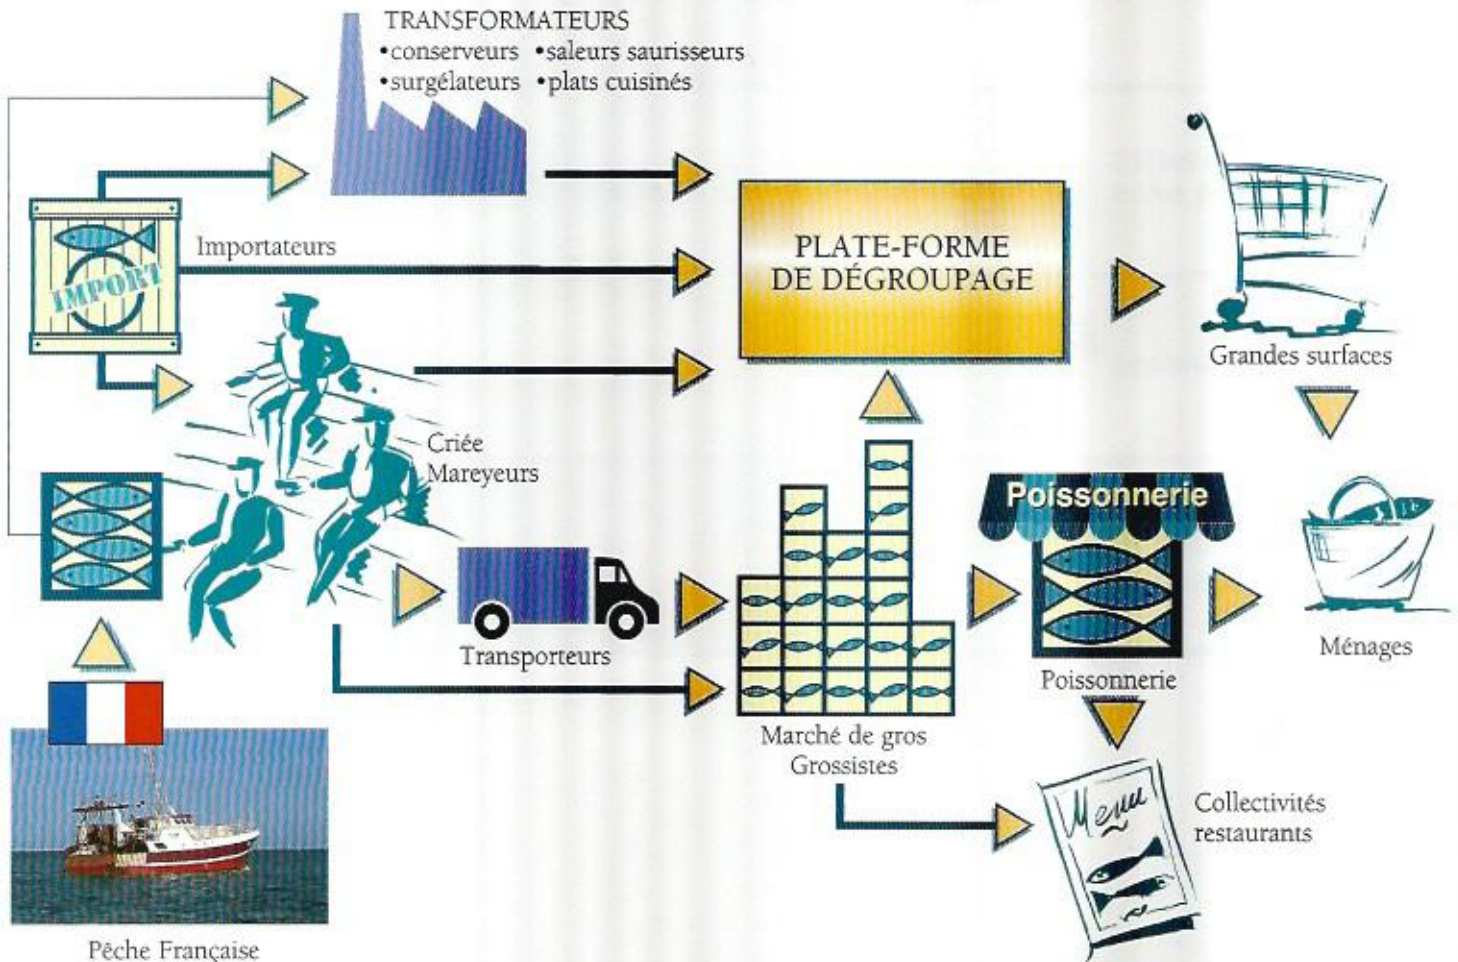 TRANSFORMATEURS
•conserveurs •saleurs saurisseurs
•surgélateurs •plats cuisinés
Importateurs
IMPORT
PLATE-FORME
DE DÉGROUPAGE
Grandes surfaces
Criée
Mareyeurs
Poissonnerie
Transporteurs
Ménages
Poissonnerie
Marché de gros
Grossistes
Menu
Collectivités
restaurants
Pêche Française